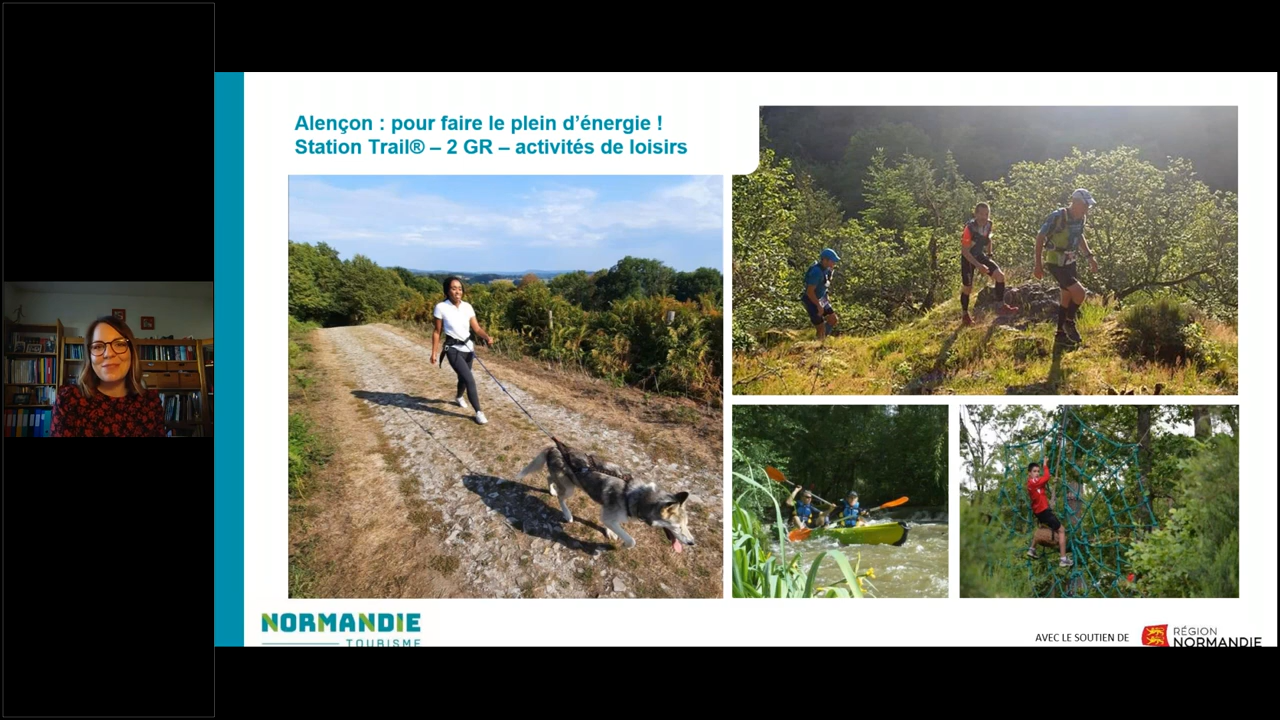 Alençon : pour faire le plein d'énergie !
Station Trail® – 2 GR – activités de loisirs
NORMANDIE
TOURISME
AVEC LE SOUTIEN DE
RÉGION
NORMANDIE